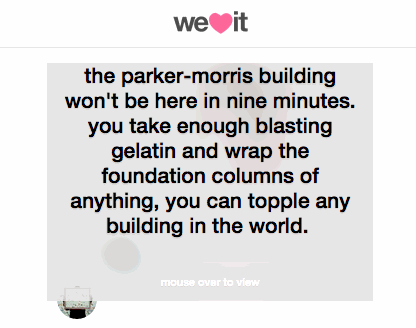 we it
the parker-morris building
won't be here in nine minutes.
you take enough blasting
gelatin and wrap the
foundation columns of
anything, you can topple any
building in the world.
mouse over to view